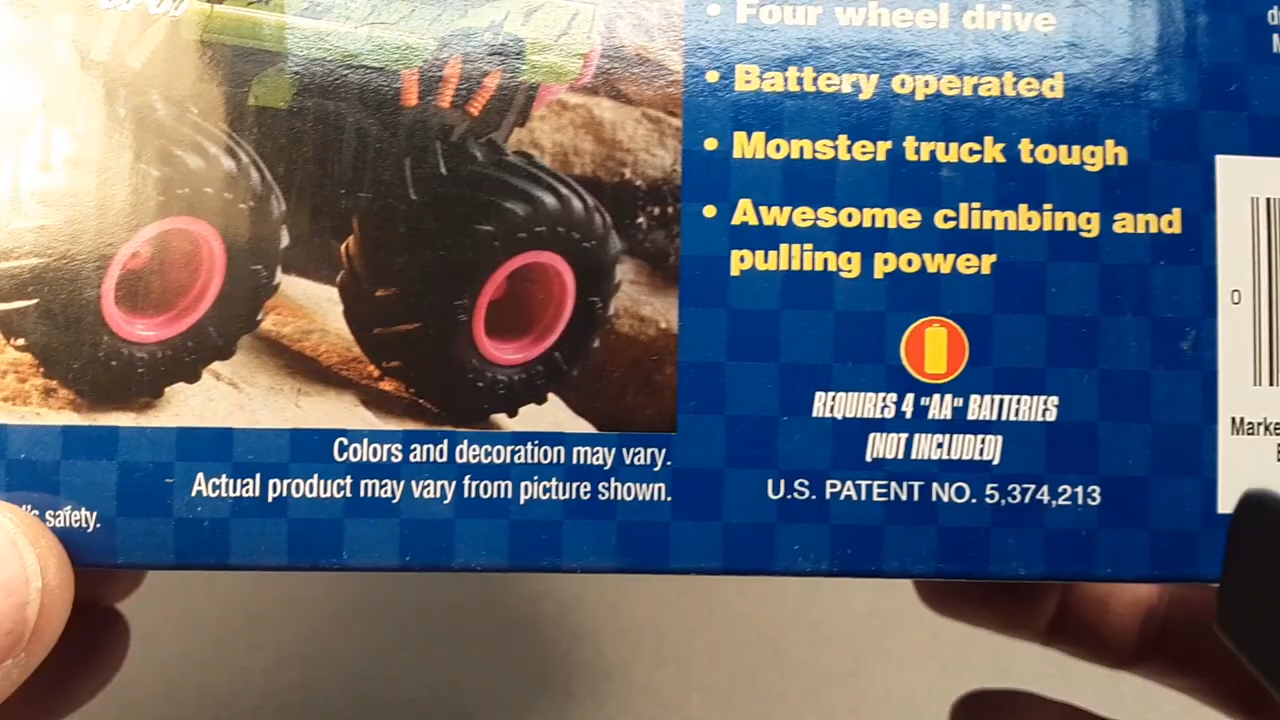 • Four wheel drive
• Battery operated
• Monster truck tough
• Awesome climbing and
pulling power
REQUIRES 4 "AA" BATTERIES
(NOT INCLUDED)
U.S. PATENT NO. 5,374,213
Colors and decoration may vary.
Actual product may vary from picture shown.
safety.
0